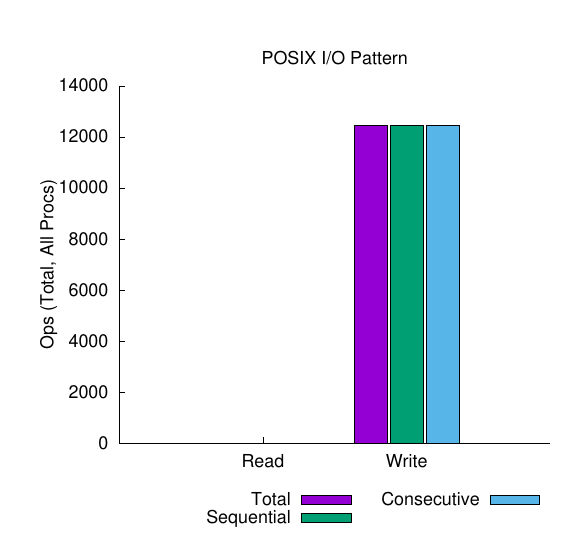 POSIX I/O Pattern
14000
12000
10000
8000
6000
4000
2000
0
Ops (Total, All Procs)
Read Write
Total Consecutive
Sequential